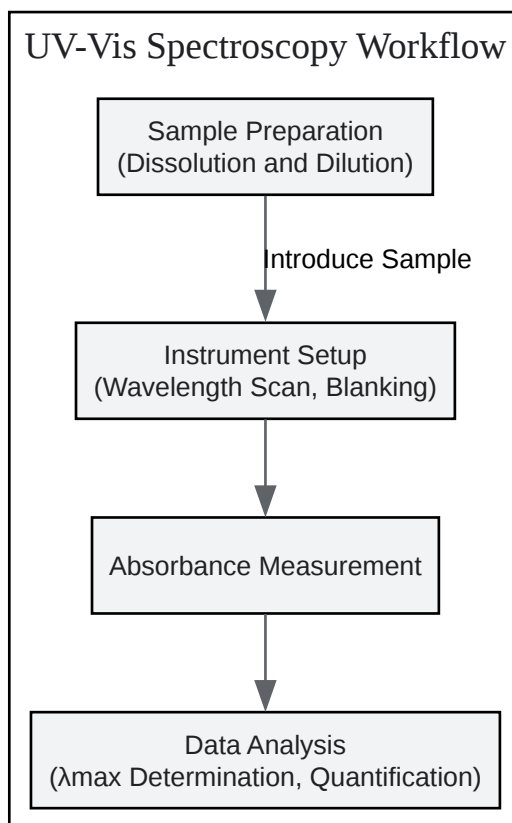 UV-Vis Spectroscopy Workflow
Sample Preparation
(Dissolution and Dilution)
Introduce Sample
Instrument Setup
(Wavelength Scan, Blanking)
Absorbance Measurement
Data Analysis
(λmax Determination, Quantification)